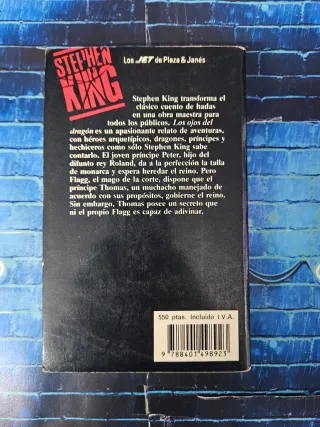 STEPHEN
KING
Los JET de Plaza & Janés
Stephen King transforma el
clásico cuento de hadas
en una obra maestra para
todos los públicos. Los ojos del
dragón es un apasionante relato de aventuras,
con héroes arquetípicos, dragones, príncipes y
hechiceros como sólo Stephen King sabe
contarlo. El joven príncipe Peter, hijo del
difunto rey Roland, da a la perfección la talla
de monarca y espera heredar el reino. Pero
Flagg, el mago de la corte, dispone que el
príncipe Thomas, un muchacho manejado de
acuerdo con sus propósitos, gobierne el reino.
Sin embargo, Thomas posee un secreto que
ni el propio Flagg es capaz de adivinar.
550 ptas. incluido I.V.A.
9 788401 498923